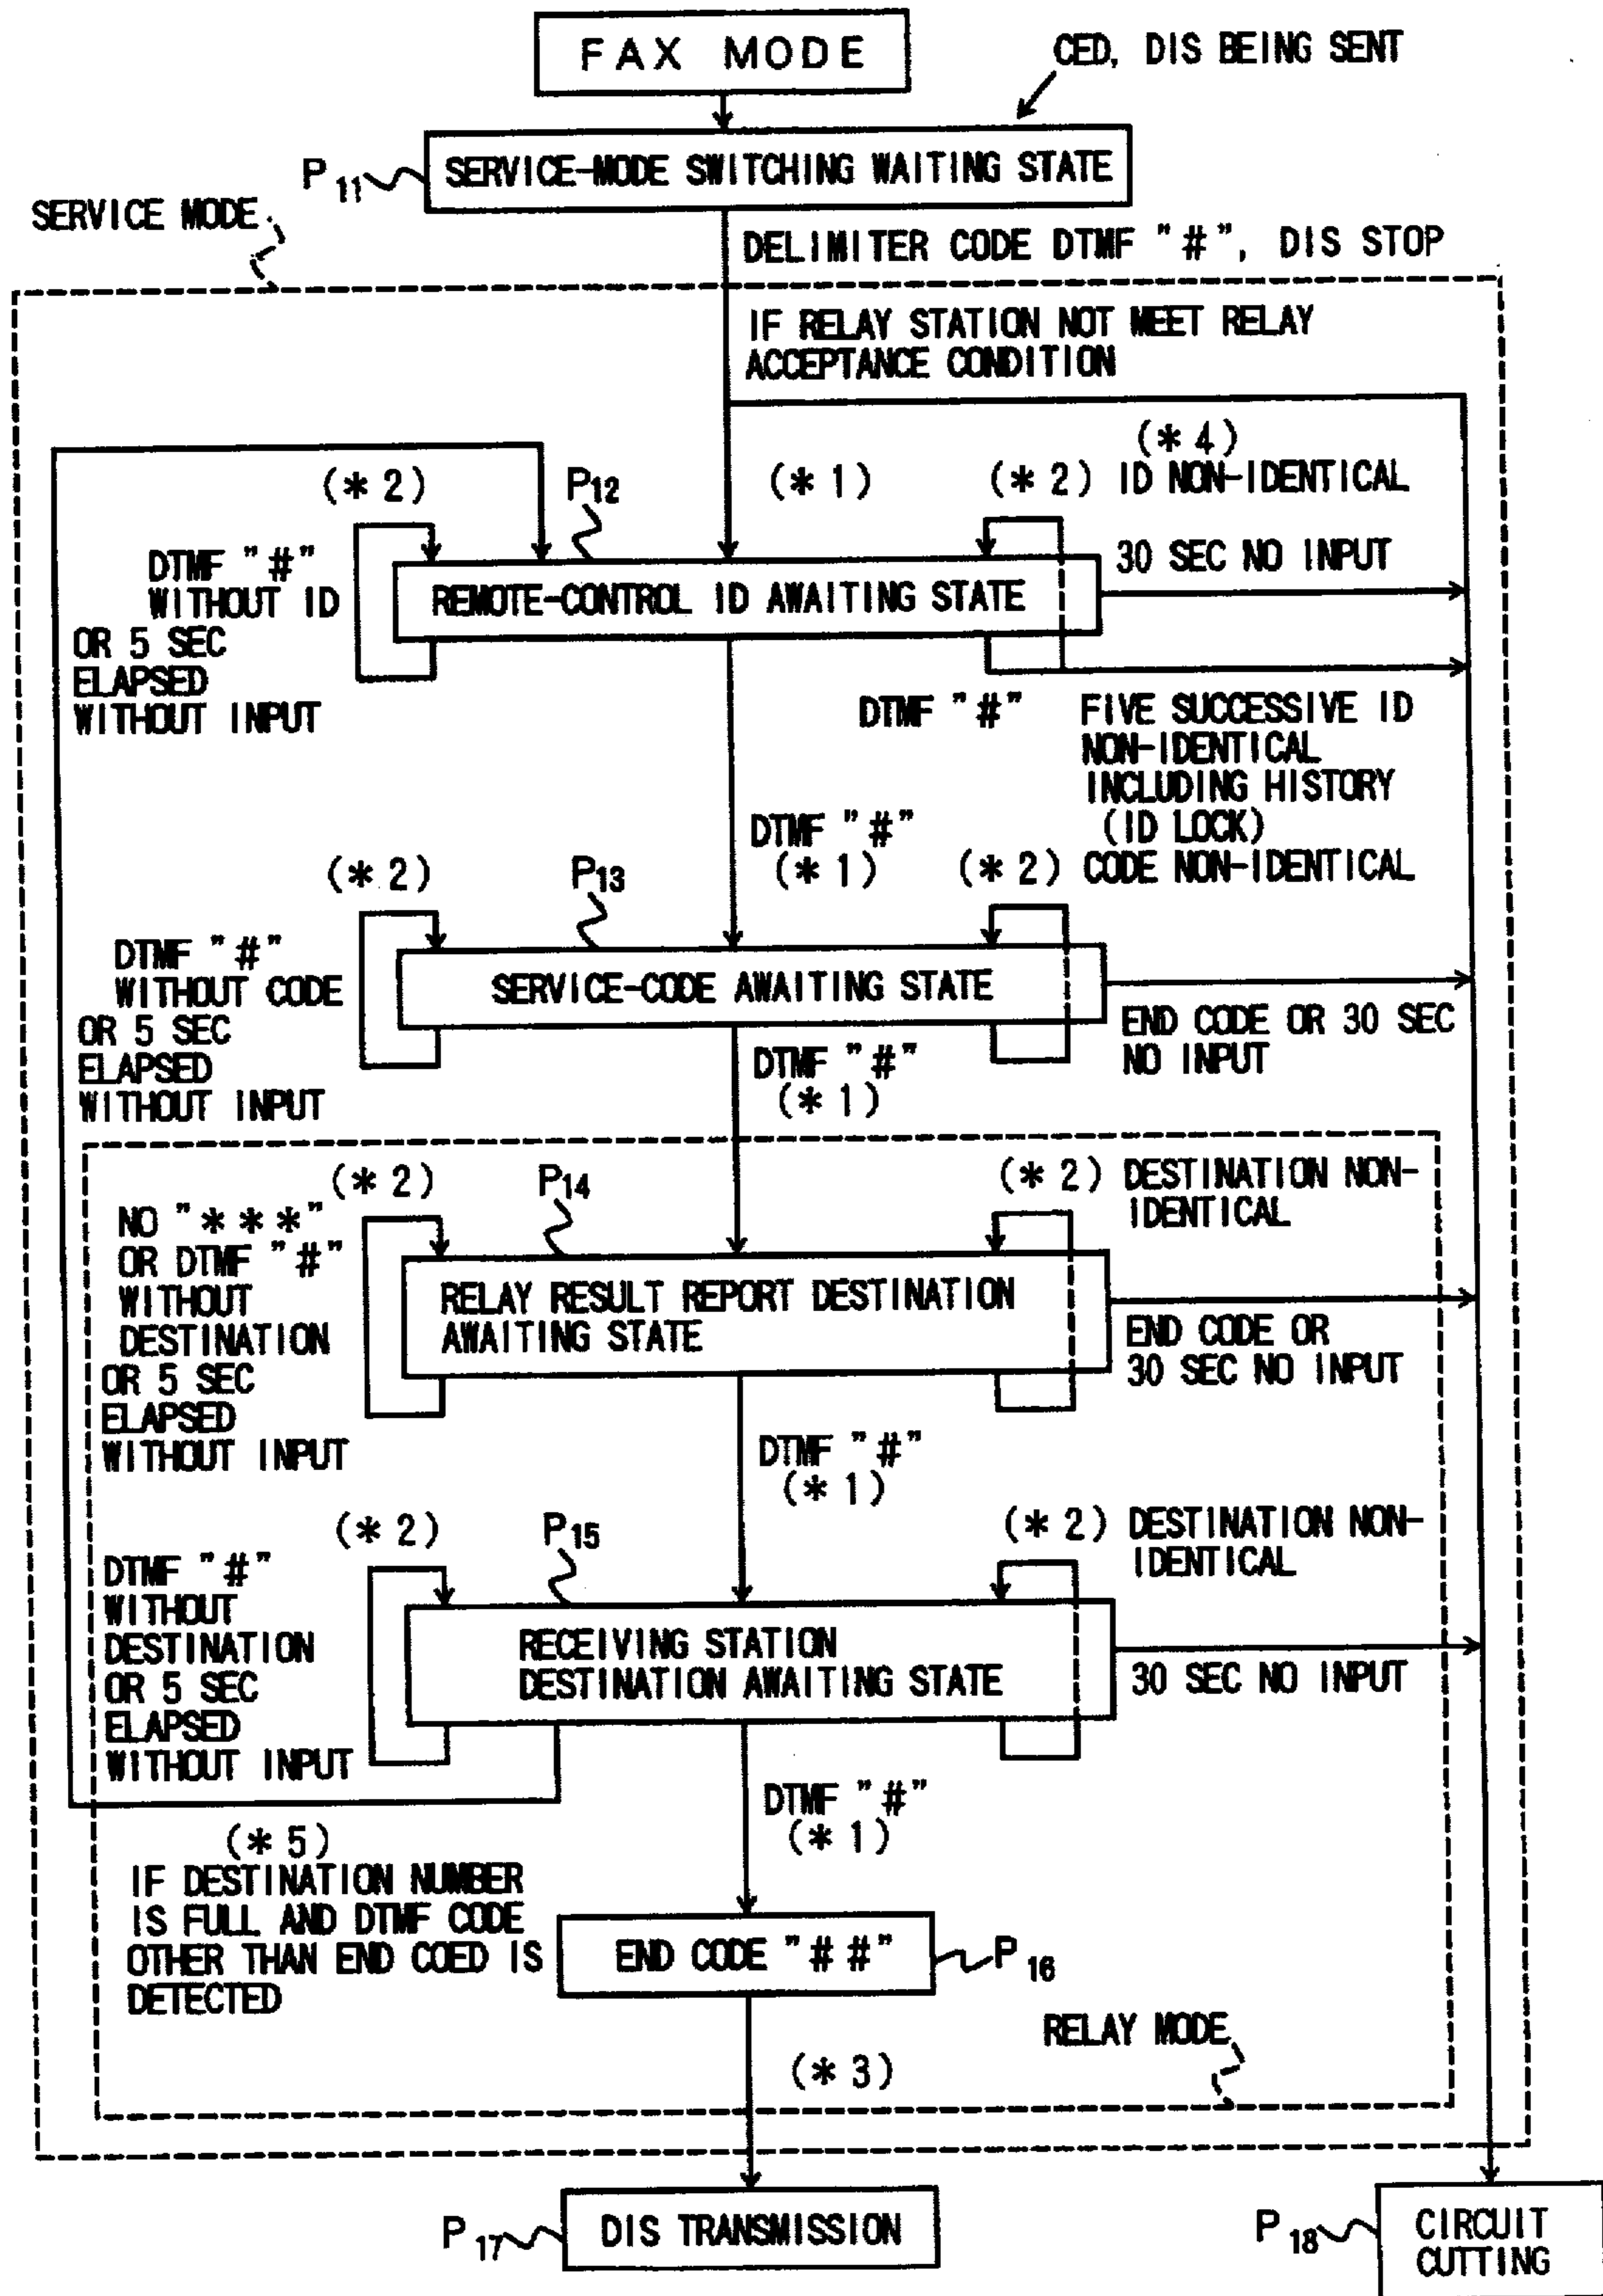 FAX MODE
CED, DIS BEING SENT
P11
SERVICE-MODE SWITCHING WAITING STATE
SERVICE MODE
DELIMITER CODE DTMF "#", DIS STOP
IF RELAY STATION NOT MEET RELAY
ACCEPTANCE CONDITION
(*4)
(*2)
P12
(*1)
(*2) ID NON-IDENTICAL
DTMF "#"
WITHOUT ID
OR 5 SEC
ELAPSED
WITHOUT INPUT
REMOTE-CONTROL ID AWAITING STATE
30 SEC NO INPUT
DTMF "#"
FIVE SUCCESSIVE ID
NON-IDENTICAL
INCLUDING HISTORY
(ID LOCK)
DTMF "#"
(*1)
(*2)
P13
(*2) CODE NON-IDENTICAL
DTMF "#"
WITHOUT CODE
OR 5 SEC
ELAPSED
WITHOUT INPUT
SERVICE-CODE AWAITING STATE
END CODE OR 30 SEC
NO INPUT
DTMF "#"
(*1)
(*2)
P14
(*2) DESTINATION NON-
IDENTICAL
NO "***"
OR DTMF "#"
WITHOUT
DESTINATION
OR 5 SEC
ELAPSED
WITHOUT INPUT
RELAY RESULT REPORT DESTINATION
AWAITING STATE
END CODE OR
30 SEC NO INPUT
DTMF "#"
(*1)
(*2)
P15
(*2) DESTINATION NON-
IDENTICAL
DTMF "#"
WITHOUT
DESTINATION
OR 5 SEC
ELAPSED
WITHOUT INPUT
RECEIVING STATION
DESTINATION AWAITING STATE
30 SEC NO INPUT
DTMF "#"
(*1)
(*5)
IF DESTINATION NUMBER
IS FULL AND DTMF CODE
OTHER THAN END COED IS
DETECTED
END CODE "##"
P16
RELAY MODE
(*3)
P17
DIS TRANSMISSION
P18
CIRCUIT
CUTTING